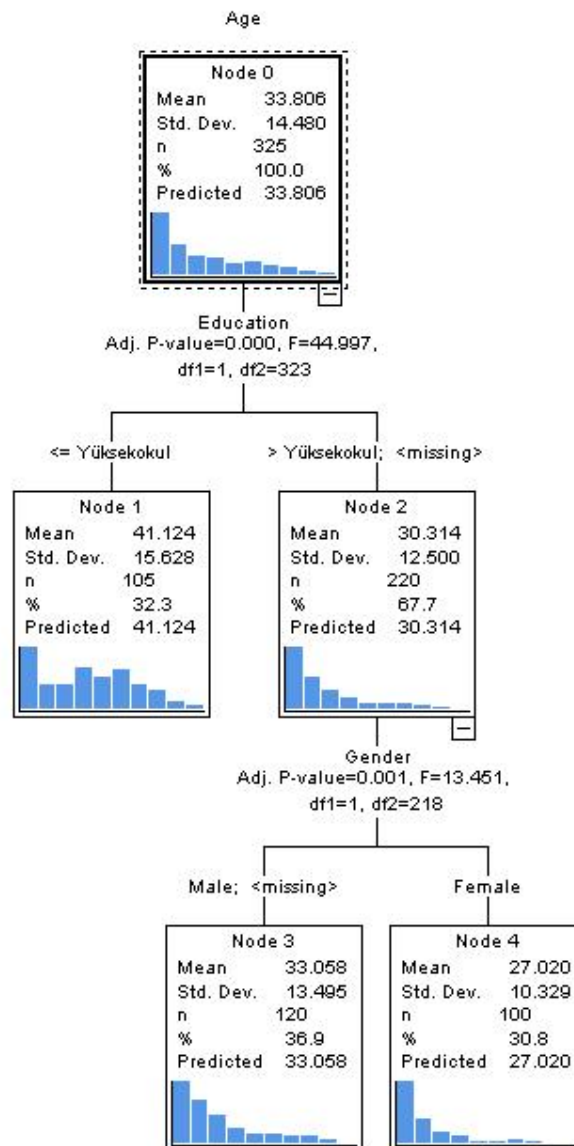 Age
Node 0
Mean 33.806
Std. Dev. 14.480
n 325
% 100.0
Predicted 33.806
Education
Adj. P-value=0.000, F=44.997,
df1=1, df2=323
<= Yüksekokul
> Yüksekokul; <missing>
Node 1
Mean 41.124
Std. Dev. 15.628
n 105
% 32.3
Predicted 41.124
Node 2
Mean 30.314
Std. Dev. 12.500
n 220
% 67.7
Predicted 30.314
Gender
Adj. P-value=0.001, F=13.451,
df1=1, df2=218
Male; <missing>
Female
Node 3
Mean 33.058
Std. Dev. 13.495
n 120
% 36.9
Predicted 33.058
Node 4
Mean 27.020
Std. Dev. 10.329
n 100
% 30.8
Predicted 27.020